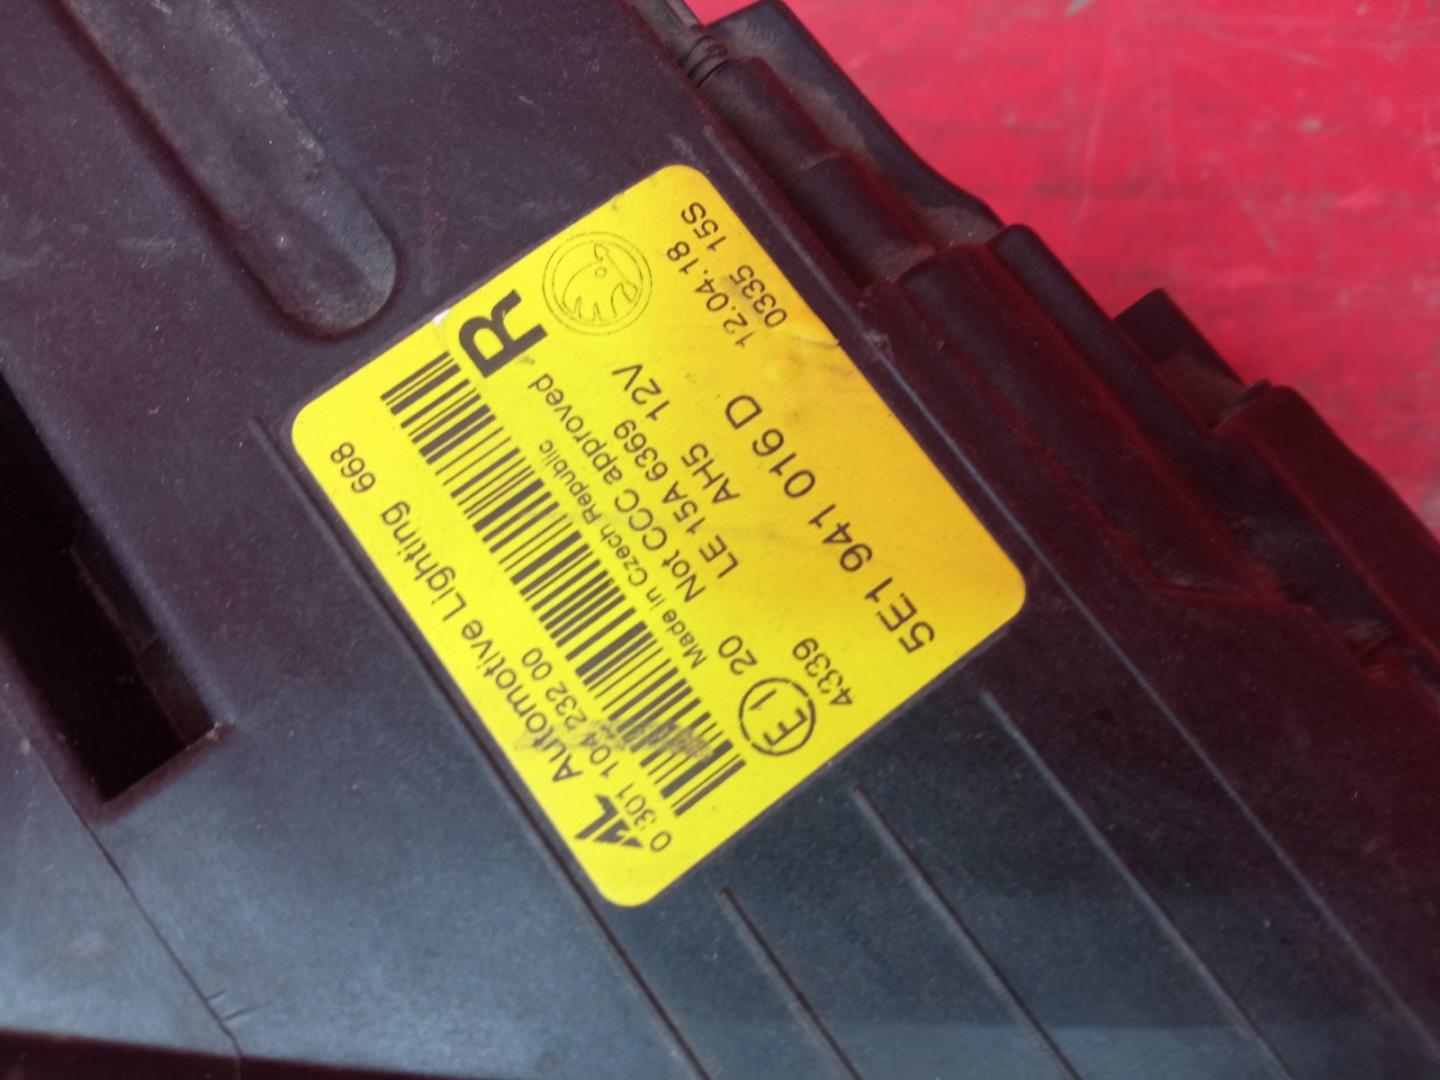 AL Automotive Lighting 668
0 301 104 232 00
R
Made in Czech Republic
Not CCC approved
E1 20
LE 15A 6369 12V
4339
AH5
5E1 941 016 D
12.04.18
0335 15S